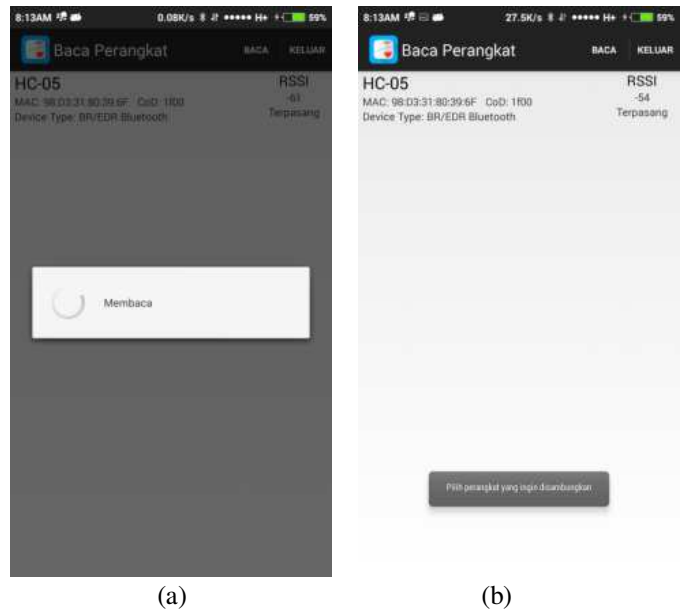 8:13AM 0.08K/s H+ 59%
Baca Perangkat BACA KELUAR
HC-05 RSSI
MAC: 98:D3:31:80:39:6F CoD: 1f00 -61
Device Type: BR/EDR Bluetooth Terpasang
Membaca
(a)
8:13AM 27.5K/s H+ 59%
Baca Perangkat BACA KELUAR
HC-05 RSSI
MAC: 98:D3:31:80:39:6F CoD: 1f00 -54
Device Type: BR/EDR Bluetooth Terpasang
Pilih perangkat yang ingin disambungkan
(b)